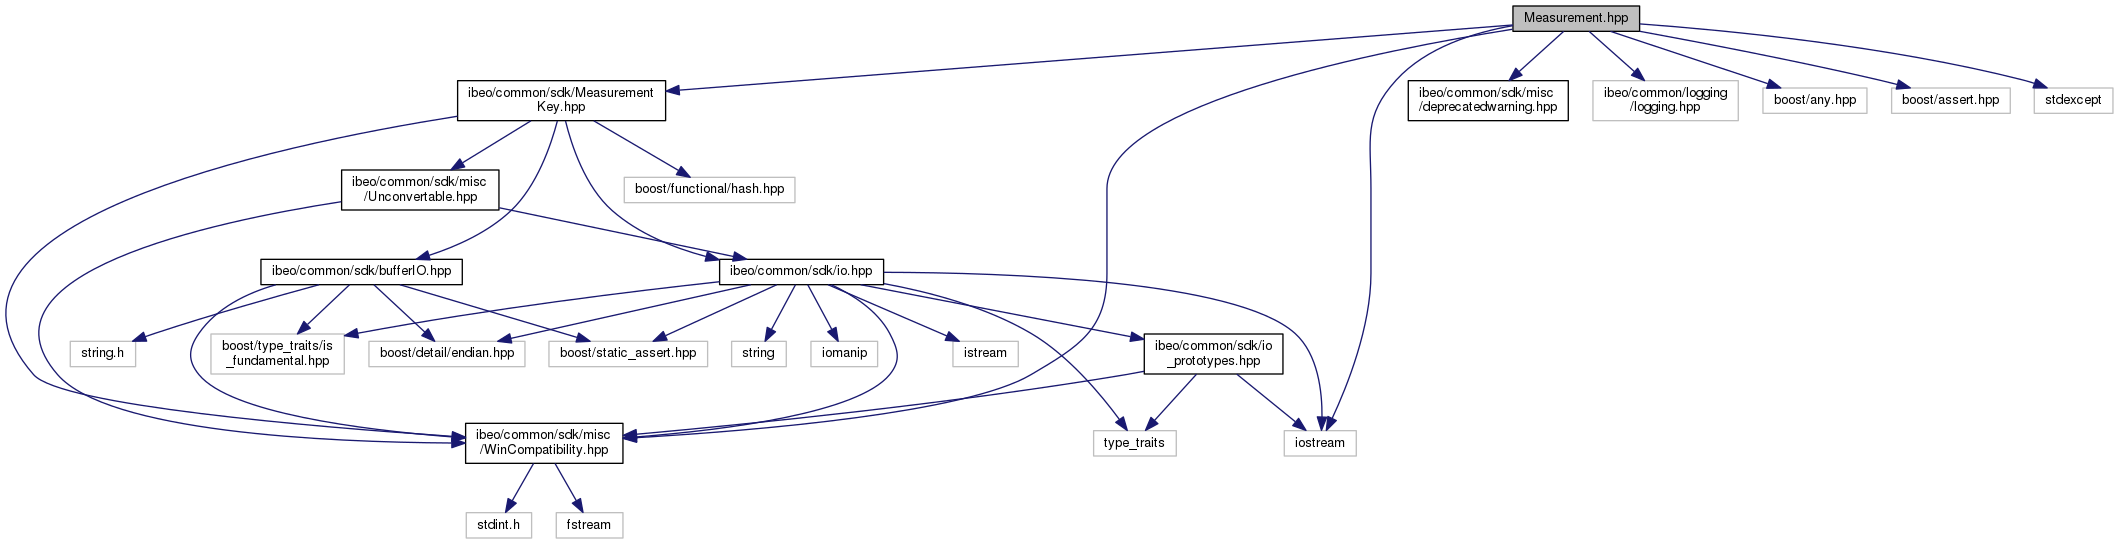 Measurement.hpp
ibeo/common/sdk/Measurement
Key.hpp
ibeo/common/sdk/misc
/deprecatedwarning.hpp
ibeo/common/logging
/logging.hpp
boost/any.hpp
boost/assert.hpp
stdexcept
ibeo/common/sdk/misc
/Unconvertable.hpp
boost/functional/hash.hpp
ibeo/common/sdk/bufferIO.hpp
ibeo/common/sdk/io.hpp
string.h
boost/type_traits/is
_fundamental.hpp
boost/detail/endian.hpp
boost/static_assert.hpp
string
iomanip
istream
ibeo/common/sdk/io
_prototypes.hpp
ibeo/common/sdk/misc
/WinCompatibility.hpp
type_traits
iostream
stdint.h
fstream